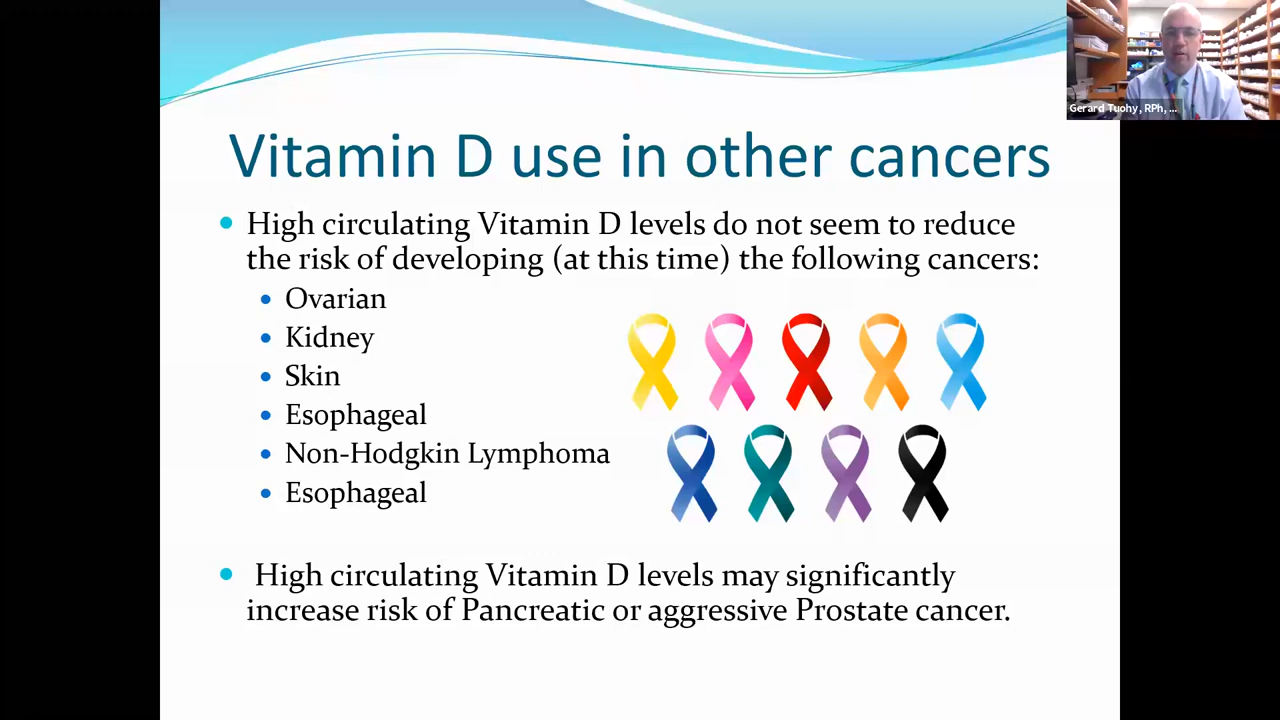 Gerard Tuohy, RPh, ...
Vitamin D use in other cancers
• High circulating Vitamin D levels do not seem to reduce
the risk of developing (at this time) the following cancers:
• Ovarian
• Kidney
• Skin
• Esophageal
• Non-Hodgkin Lymphoma
• Esophageal
• High circulating Vitamin D levels may significantly
increase risk of Pancreatic or aggressive Prostate cancer.